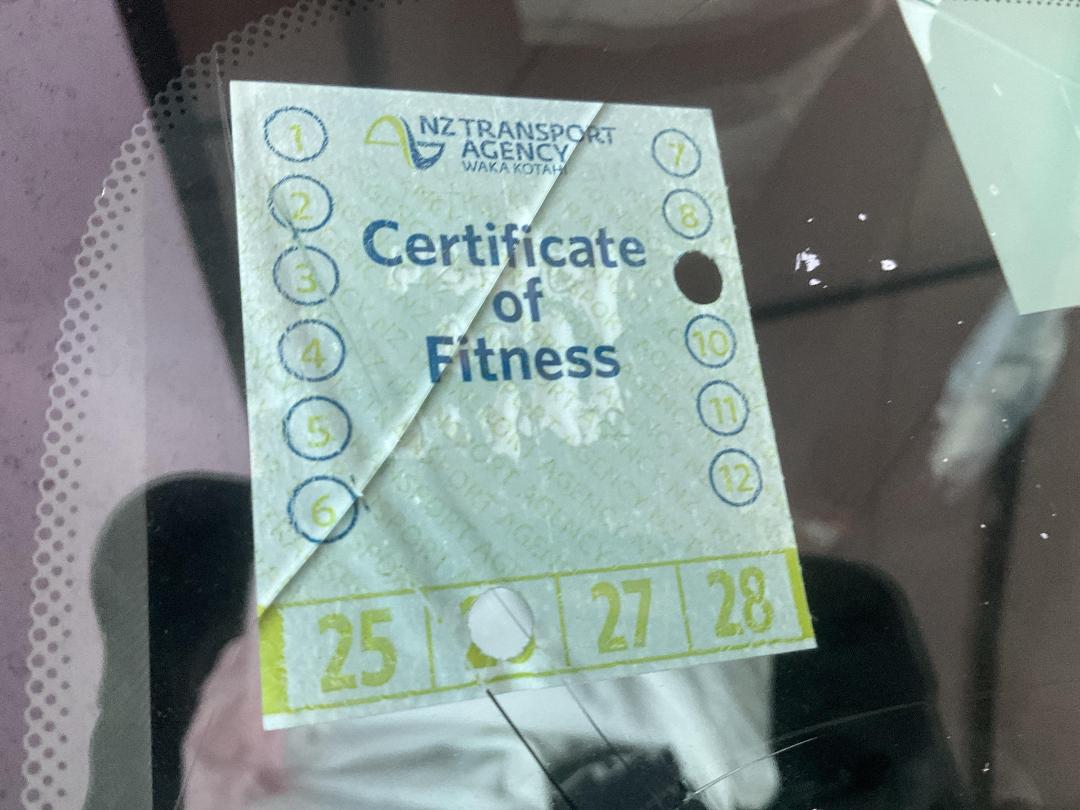 NZ TRANSPORT
AGENCY
WAKA KOTAHI
Certificate
of
Fitness
1
2
3
4
5
6
7
8
10
11
12
25
27
28